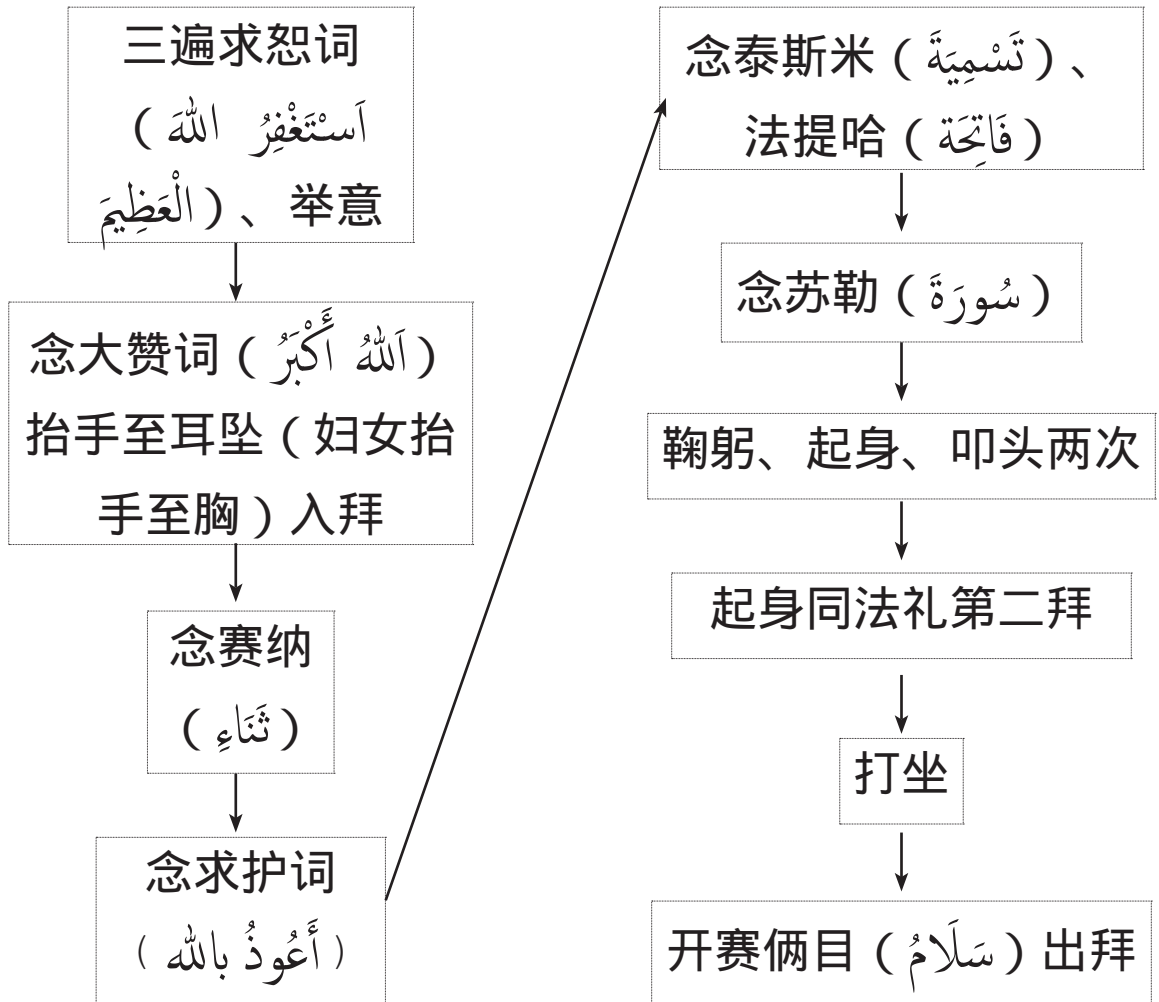 三遍求恕词
（اَسْتَغْفِرُ اللهَ
الْعَظِيمَ）、举意
念大赞词（اَللهُ أَكْبَرُ）
抬手至耳坠（妇女抬
手至胸）入拜
念赛纳
（ثَنَاءِ）
念求护词
（أَعُوذُ بالله）
念泰斯米（تَسْمِيَةَ）、
法提哈（فَاتِحَة）
念苏勒（سُورَةَ）
鞠躬、起身、叩头两次
起身同法礼第二拜
打坐
开赛俩目（سَلَامُ）出拜